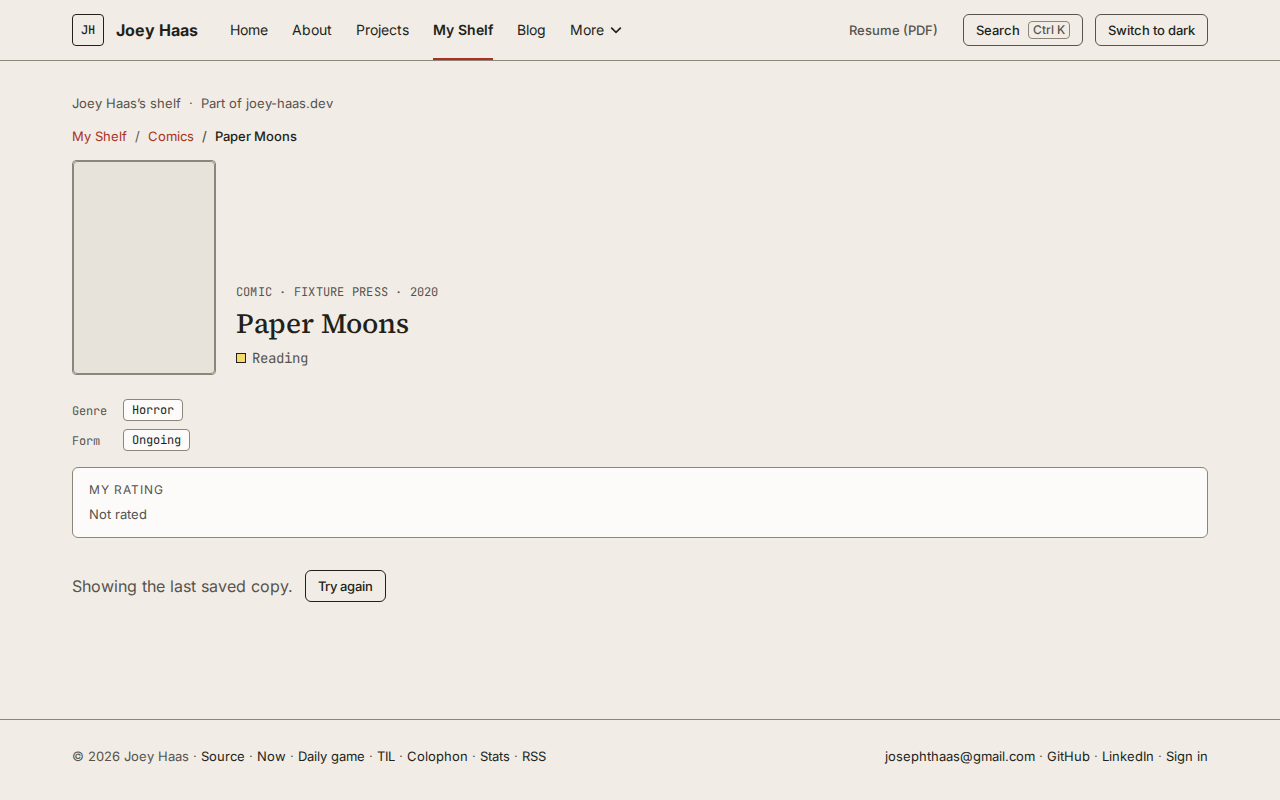 JH Joey Haas Home About Projects My Shelf Blog More Resume (PDF) Search Ctrl K Switch to dark
Joey Haas's shelf · Part of joey-haas.dev
My Shelf / Comics / Paper Moons
COMIC · FIXTURE PRESS · 2020
Paper Moons
Reading
Genre Horror
Form Ongoing
MY RATING
Not rated
Showing the last saved copy. Try again
© 2026 Joey Haas · Source · Now · Daily game · TIL · Colophon · Stats · RSS josephthaas@gmail.com · GitHub · LinkedIn · Sign in